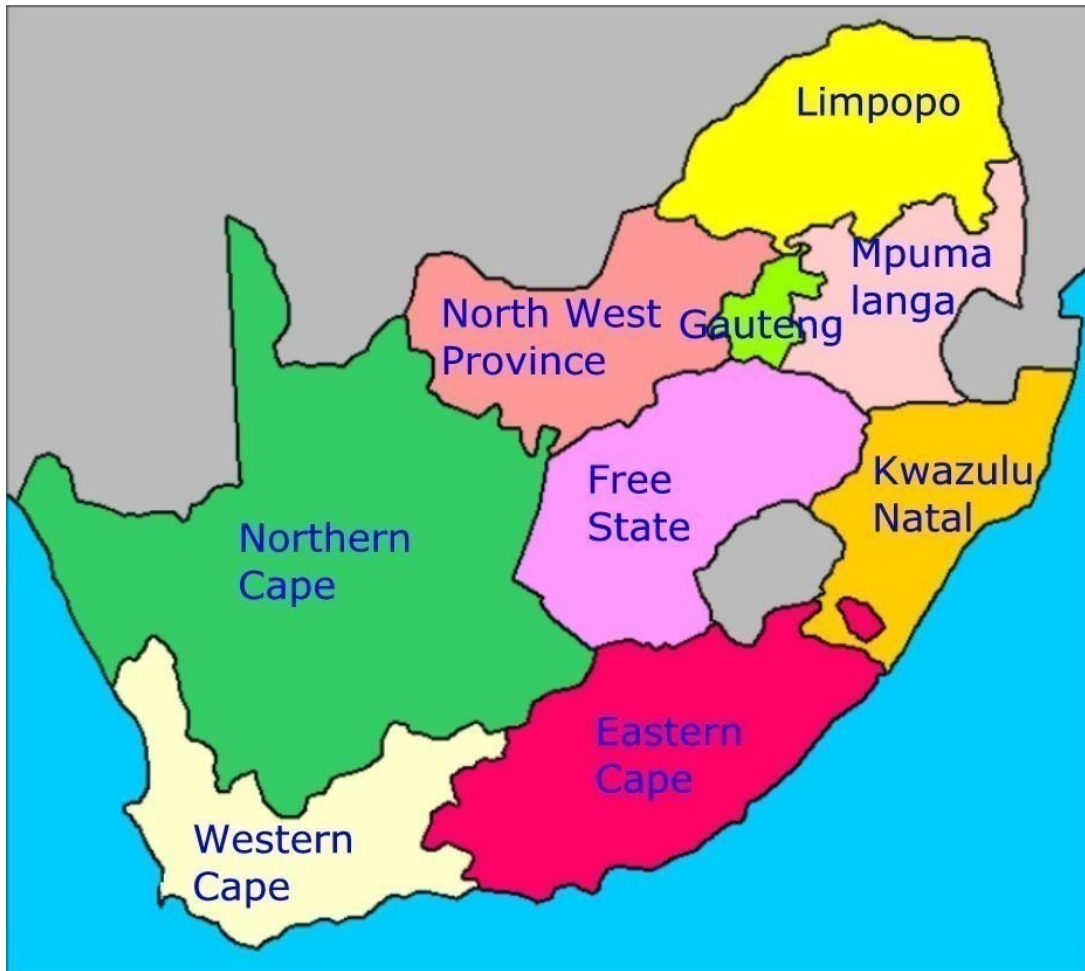 Limpopo
Mpuma
langa
North West
Province
Gauteng
Free
State
Kwazulu
Natal
Northern
Cape
Eastern
Cape
Western
Cape